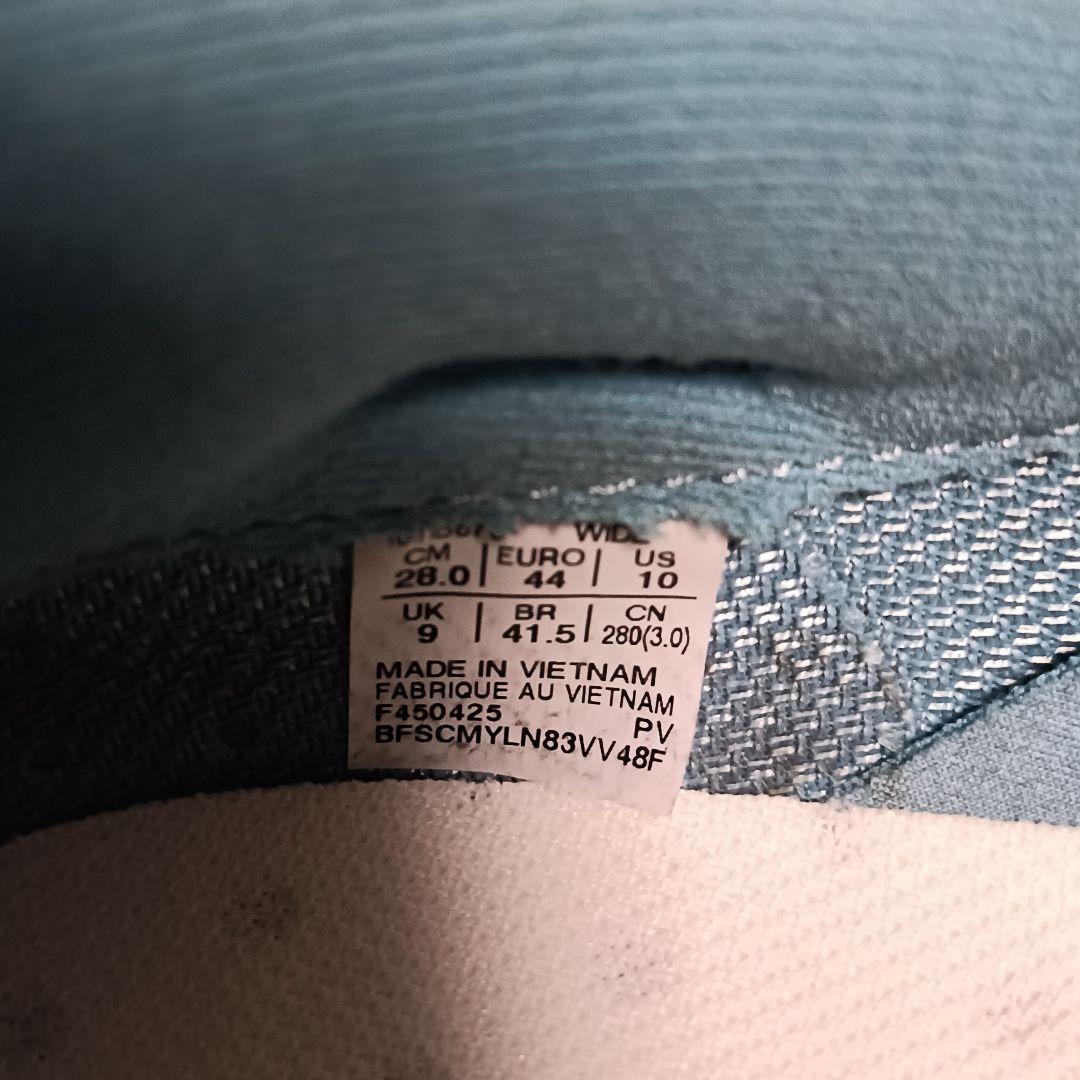 WIDE
CM | EURO | US
28.0 | 44 | 10
UK | BR | CN
9 | 41.5 | 280(3.0)
MADE IN VIETNAM
FABRIQUE AU VIETNAM
F450425 PV
BFSCMYLN83VV48F